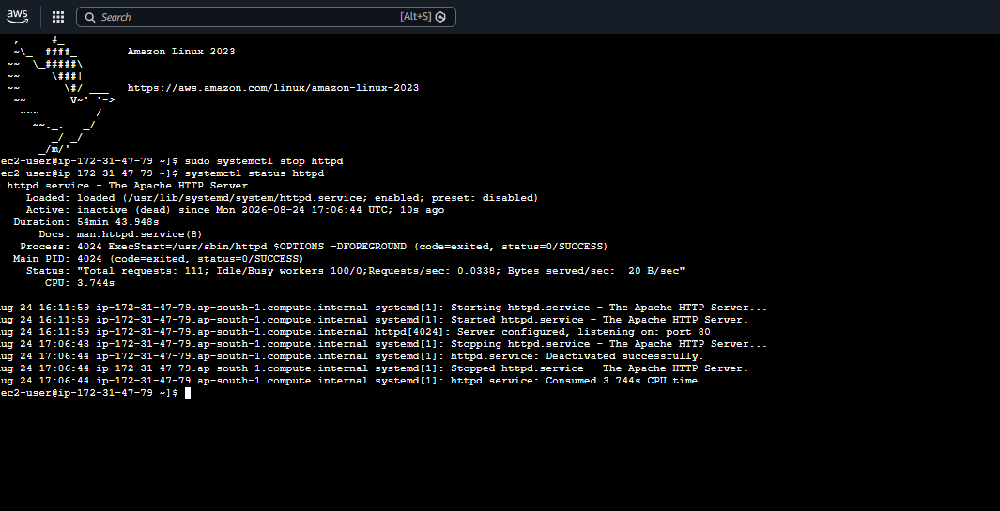 aws
Search [Alt+S]
,     #_
~\_  ####_        Amazon Linux 2023
~~  \_#####\
~~     \###|
~~       \#/ ___   https://aws.amazon.com/linux/amazon-linux-2023
~~       V~' '->
~~~         /
~~._.   _/
_/ _/
_/m/'
ec2-user@ip-172-31-47-79 ~]$ sudo systemctl stop httpd
ec2-user@ip-172-31-47-79 ~]$ systemctl status httpd
httpd.service - The Apache HTTP Server
Loaded: loaded (/usr/lib/systemd/system/httpd.service; enabled; preset: disabled)
Active: inactive (dead) since Mon 2026-08-24 17:06:44 UTC; 10s ago
Duration: 54min 43.948s
Docs: man:httpd.service(8)
Process: 4024 ExecStart=/usr/sbin/httpd $OPTIONS -DFOREGROUND (code=exited, status=0/SUCCESS)
Main PID: 4024 (code=exited, status=0/SUCCESS)
Status: "Total requests: 111; Idle/Busy workers 100/0;Requests/sec: 0.0338; Bytes served/sec:  20 B/sec"
CPU: 3.744s
ug 24 16:11:59 ip-172-31-47-79.ap-south-1.compute.internal systemd[1]: Starting httpd.service - The Apache HTTP Server...
ug 24 16:11:59 ip-172-31-47-79.ap-south-1.compute.internal systemd[1]: Started httpd.service - The Apache HTTP Server.
ug 24 16:11:59 ip-172-31-47-79.ap-south-1.compute.internal httpd[4024]: Server configured, listening on: port 80
ug 24 17:06:43 ip-172-31-47-79.ap-south-1.compute.internal systemd[1]: Stopping httpd.service - The Apache HTTP Server...
ug 24 17:06:44 ip-172-31-47-79.ap-south-1.compute.internal systemd[1]: httpd.service: Deactivated successfully.
ug 24 17:06:44 ip-172-31-47-79.ap-south-1.compute.internal systemd[1]: Stopped httpd.service - The Apache HTTP Server.
ug 24 17:06:44 ip-172-31-47-79.ap-south-1.compute.internal systemd[1]: httpd.service: Consumed 3.744s CPU time.
ec2-user@ip-172-31-47-79 ~]$